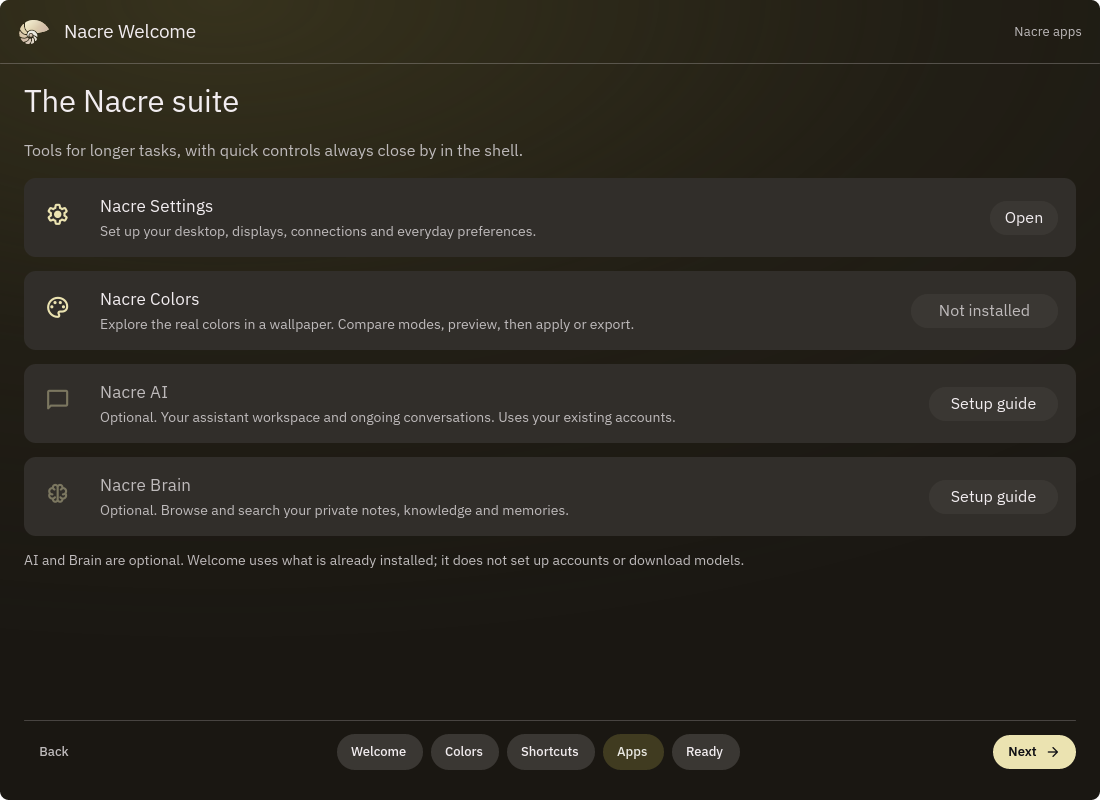 Nacre Welcome
Nacre apps
The Nacre suite
Tools for longer tasks, with quick controls always close by in the shell.
Nacre Settings
Set up your desktop, displays, connections and everyday preferences.
Open
Nacre Colors
Explore the real colors in a wallpaper. Compare modes, preview, then apply or export.
Not installed
Nacre AI
Optional. Your assistant workspace and ongoing conversations. Uses your existing accounts.
Setup guide
Nacre Brain
Optional. Browse and search your private notes, knowledge and memories.
Setup guide
AI and Brain are optional. Welcome uses what is already installed; it does not set up accounts or download models.
Back
Welcome
Colors
Shortcuts
Apps
Ready
Next